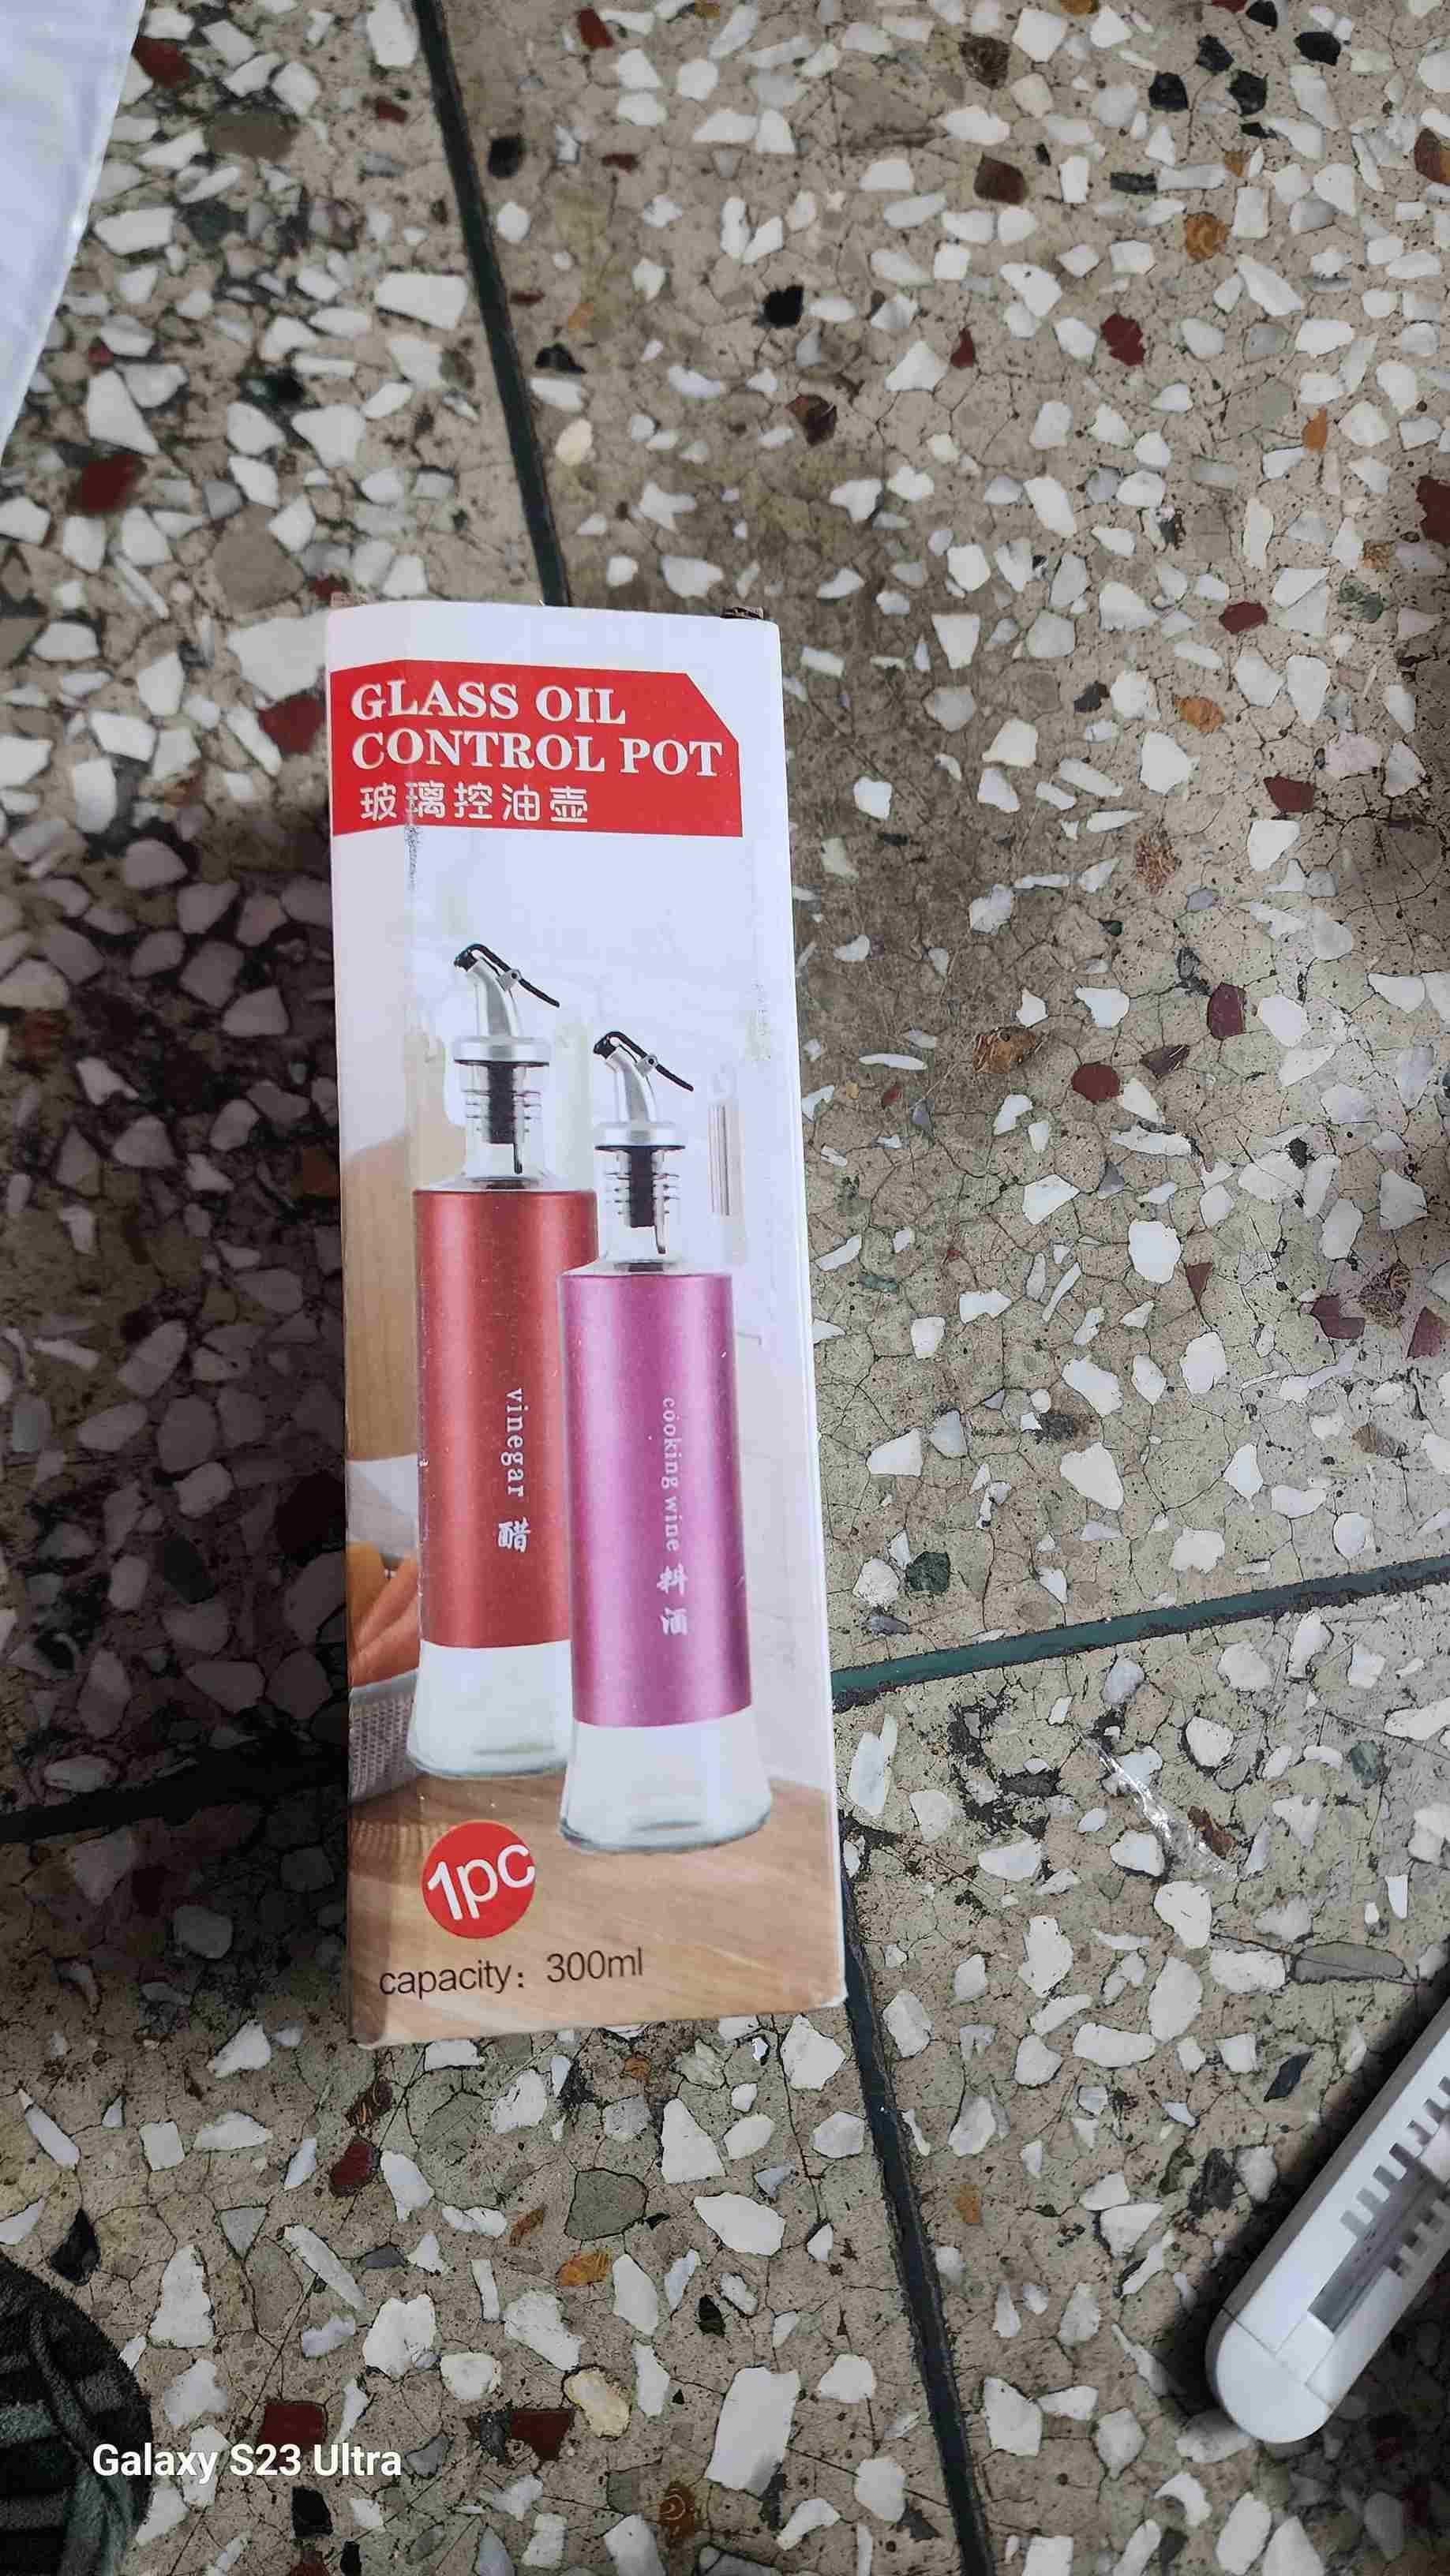 GLASS OIL
CONTROL POT
玻璃控油壶
vinegar 醋
cooking wine 料酒
1pc
capacity: 300ml
Galaxy S23 Ultra